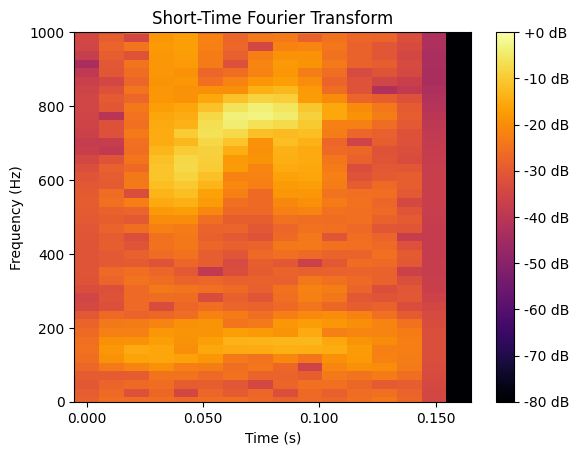 Short-Time Fourier Transform
1000
800
600
400
200
0
Frequency (Hz)
0.000
0.050
0.100
0.150
Time (s)
+0 dB
-10 dB
-20 dB
-30 dB
-40 dB
-50 dB
-60 dB
-70 dB
-80 dB